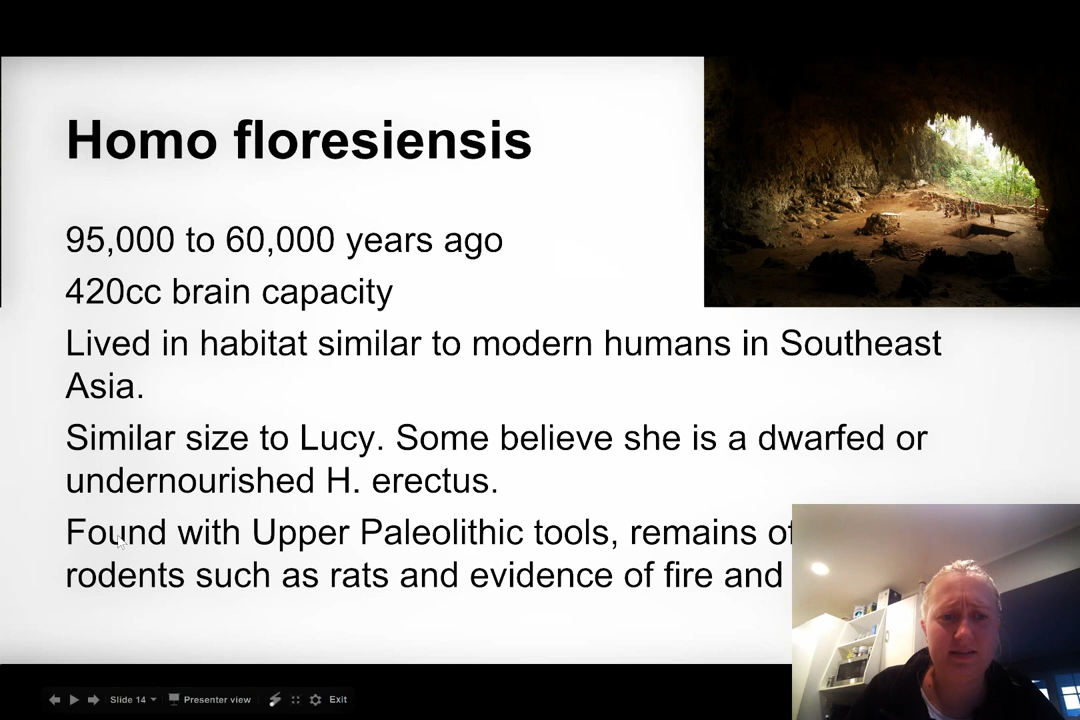 Homo floresiensis
95,000 to 60,000 years ago
420cc brain capacity
Lived in habitat similar to modern humans in Southeast
Asia.
Similar size to Lucy. Some believe she is a dwarfed or
undernourished H. erectus.
Found with Upper Paleolithic tools, remains of
rodents such as rats and evidence of fire and
Slide 14
Presenter view
Exit